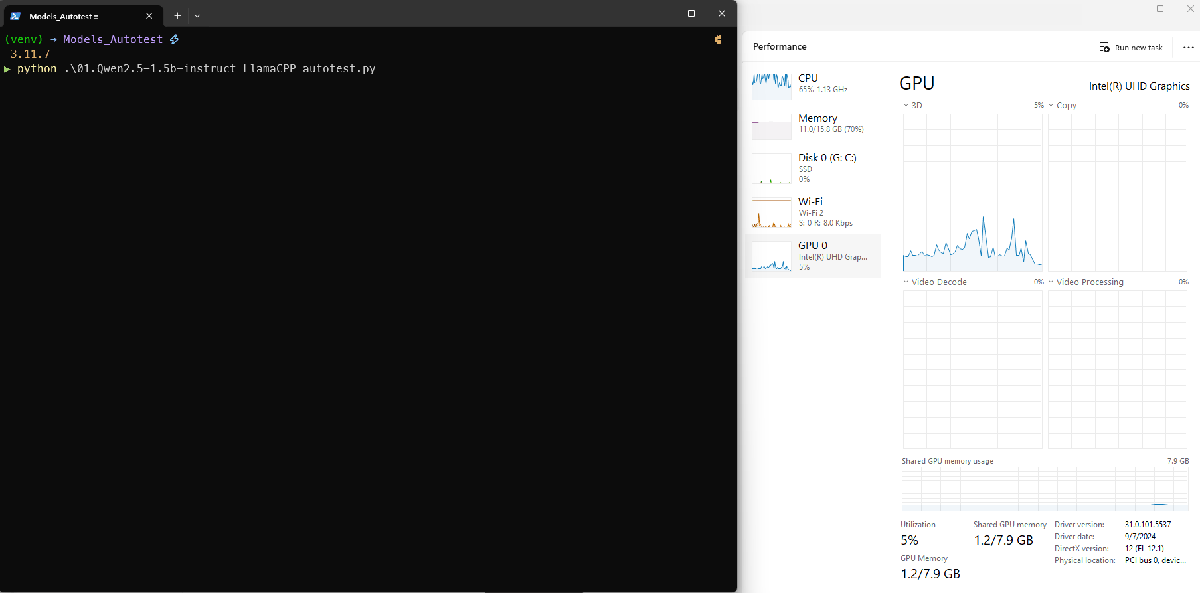 Models_Autotest
(venv) → Models_Autotest
3.11.7
python .\01.Qwen2.5-1.5b-instruct LlamaCPP autotest.py
Performance
Run new task
CPU
65% 1.13 GHz
Memory
11.0/15.8 GB (70%)
Disk 0 (G: C:)
SSD
0%
Wi-Fi
Wi-Fi 2
S: 0 R: 8.0 Kbps
GPU 0
Intel(R) UHD Grap...
5%
GPU
Intel(R) UHD Graphics
3D
5%
Copy
0%
Video Decode
0%
Video Processing
0%
Shared GPU memory usage
7.9 GB
Utilization
5%
Shared GPU memory
1.2/7.9 GB
GPU Memory
1.2/7.9 GB
Driver version: 31.0.101.5537
Driver date: 9/7/2024
DirectX version: 12 (FL 12.1)
Physical location: PCI bus 0, devic...